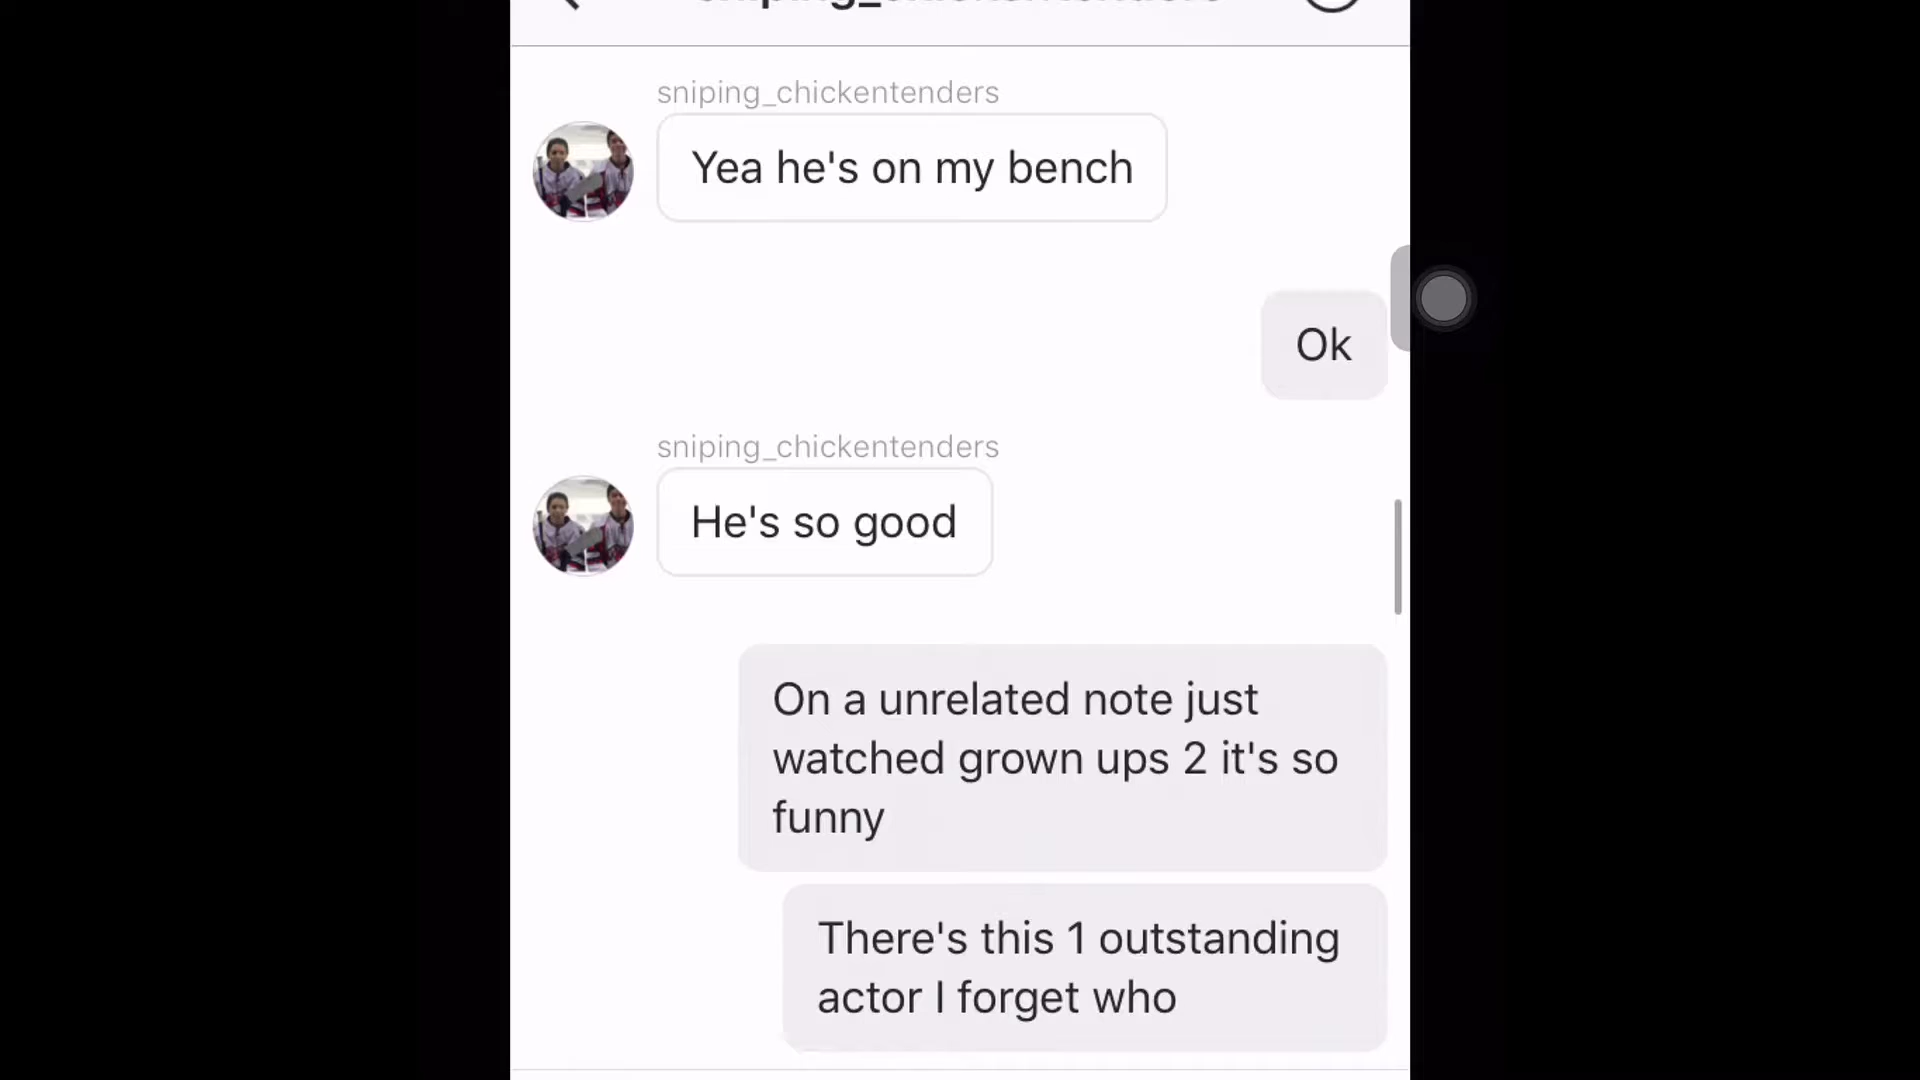 sniping_chickentenders
sniping_chickentenders
Yea he's on my bench
Ok
sniping_chickentenders
He's so good
On a unrelated note just
watched grown ups 2 it's so
funny
There's this 1 outstanding
actor I forget who